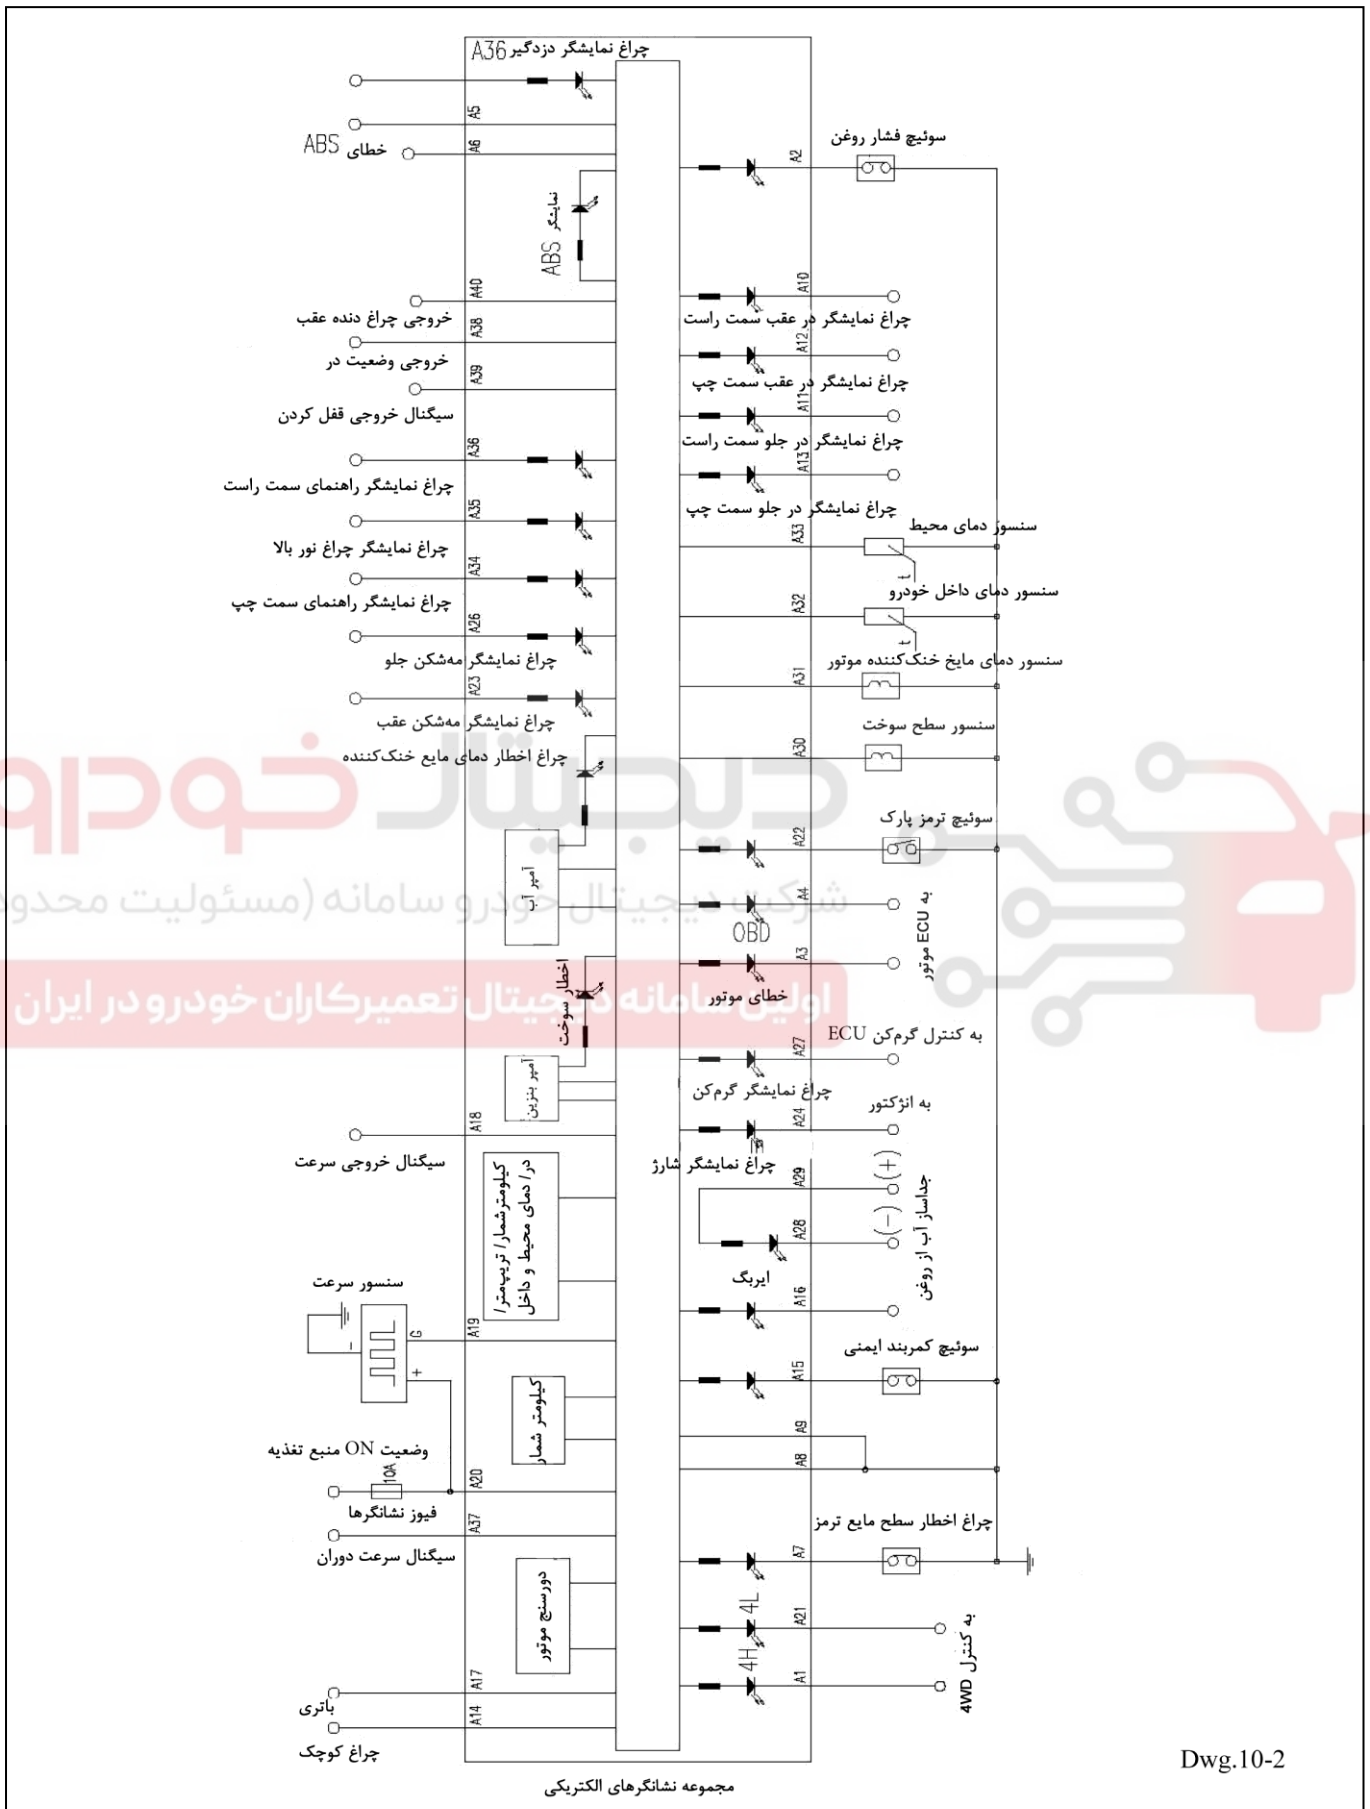 A36 چراغ نمایشگر دزدگیر
A5
خطای ABS
A6
نمایشگر ABS
A40
خروجی چراغ دنده عقب
A38
خروجی وضعیت در
A39
سیگنال خروجی قفل کردن
A36
چراغ نمایشگر راهنمای سمت راست
A35
چراغ نمایشگر چراغ نور بالا
A34
چراغ نمایشگر راهنمای سمت چپ
A26
چراغ نمایشگر مه‌شکن جلو
A23
چراغ نمایشگر مه‌شکن عقب
چراغ اخطار دمای مایع خنک‌کننده
آمپر آب
اخطار سوخت
آمپر بنزین
A18
سیگنال خروجی سرعت
کیلومترشمار/ تریپ‌متر/
در/ دمای محیط و داخل
سنسور سرعت
A19
G
-
+
کیلومتر شمار
وضعیت ON منبع تغذیه
10A
A20
فیوز نشانگرها
A37
سیگنال سرعت دوران
دورسنج موتور
A17
باتری
A14
چراغ کوچک
سوئیچ فشار روغن
A2
A10
چراغ نمایشگر در عقب سمت راست
A12
چراغ نمایشگر در عقب سمت چپ
A11
چراغ نمایشگر در جلو سمت راست
A13
چراغ نمایشگر در جلو سمت چپ
سنسور دمای محیط
A33
t
سنسور دمای داخل خودرو
A32
t
سنسور دمای مایخ خنک‌کننده موتور
A31
سنسور سطح سوخت
A30
سوئیچ ترمز پارک
A22
A4
OBD
به ECU موتور
A3
خطای موتور
به کنترل گرم‌کن ECU
A27
چراغ نمایشگر گرم‌کن
به انژکتور
A24
چراغ نمایشگر شارژ
A29
(+)
A28
(-)
جداساز آب از روغن
ایربگ
A16
سوئیچ کمربند ایمنی
A15
A9
A8
چراغ اخطار سطح مایع ترمز
A7
4L
A21
4H
A1
به کنترل 4WD
مجموعه نشانگرهای الکتریکی
Dwg.10-2
دیجیتال خودرو
شرکت دیجیتال خودرو سامانه (مسئولیت محدود
اولین سامانه دیجیتال تعمیرکاران خودرو در ایران